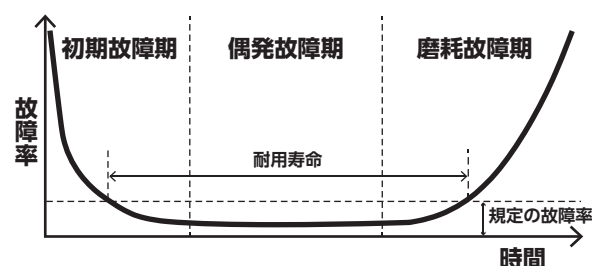 初期故障期
偶発故障期
磨耗故障期
故障率
耐用寿命
規定の故障率
時間